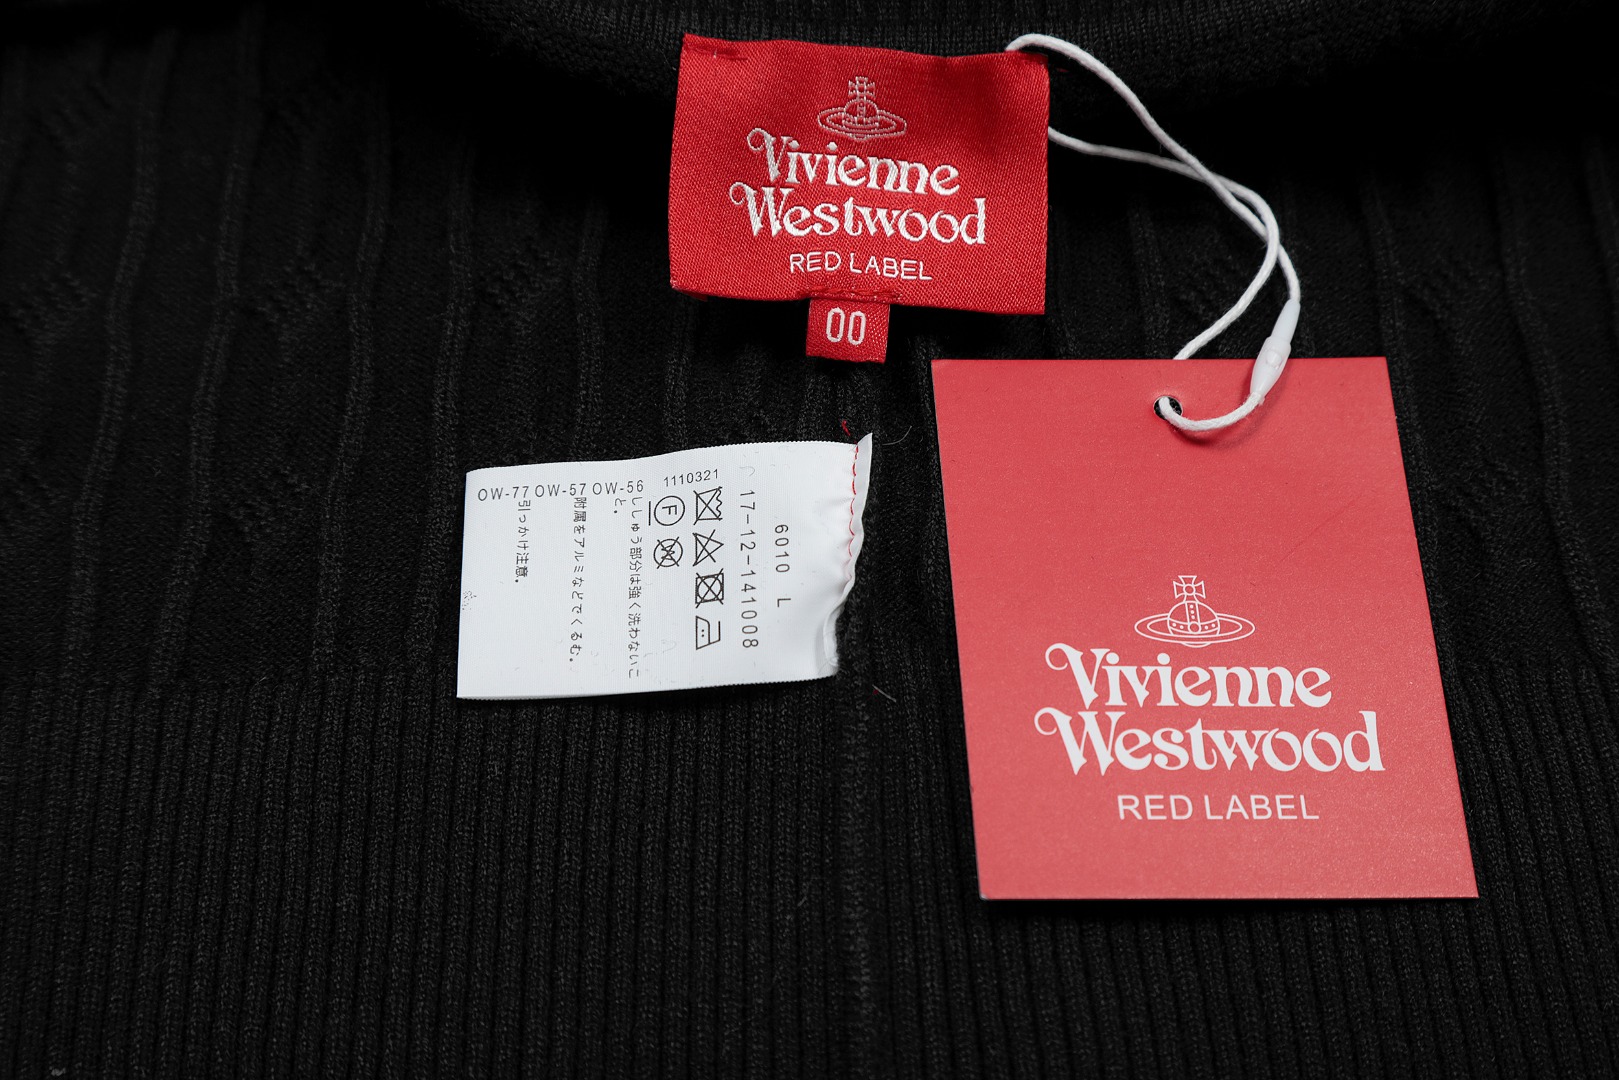 Vivienne
Westwood
RED LABEL
00
6010 L
17-12-141008
1110321
F
W
ししゅう部分は強く洗わないこ
と。
附属をアルミなどでくるむ。
引っかけ注意。
OW-77 OW-57 OW-56
Vivienne
Westwood
RED LABEL